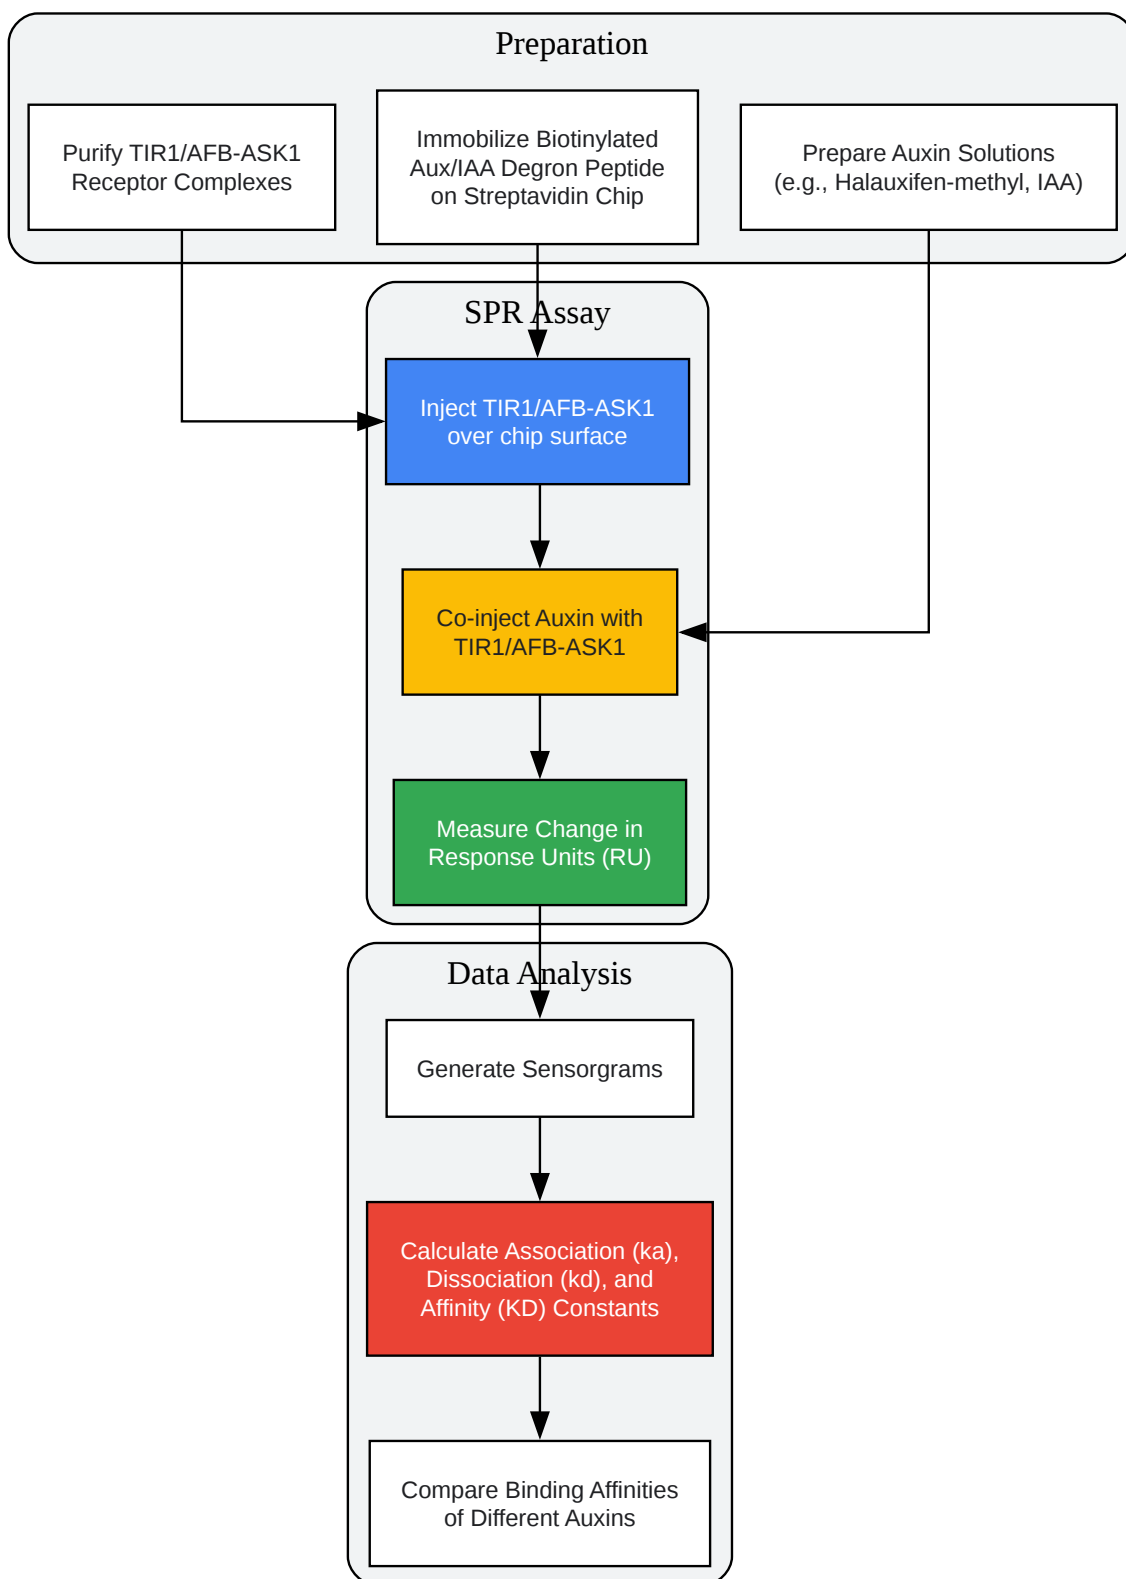 Preparation
Purify TIR1/AFB-ASK1
Receptor Complexes
Immobilize Biotinylated
Aux/IAA Degron Peptide
on Streptavidin Chip
Prepare Auxin Solutions
(e.g., Halauxifen-methyl, IAA)
SPR Assay
Inject TIR1/AFB-ASK1
over chip surface
Co-inject Auxin with
TIR1/AFB-ASK1
Measure Change in
Response Units (RU)
Data Analysis
Generate Sensorgrams
Calculate Association (ka),
Dissociation (kd), and
Affinity (KD) Constants
Compare Binding Affinities
of Different Auxins